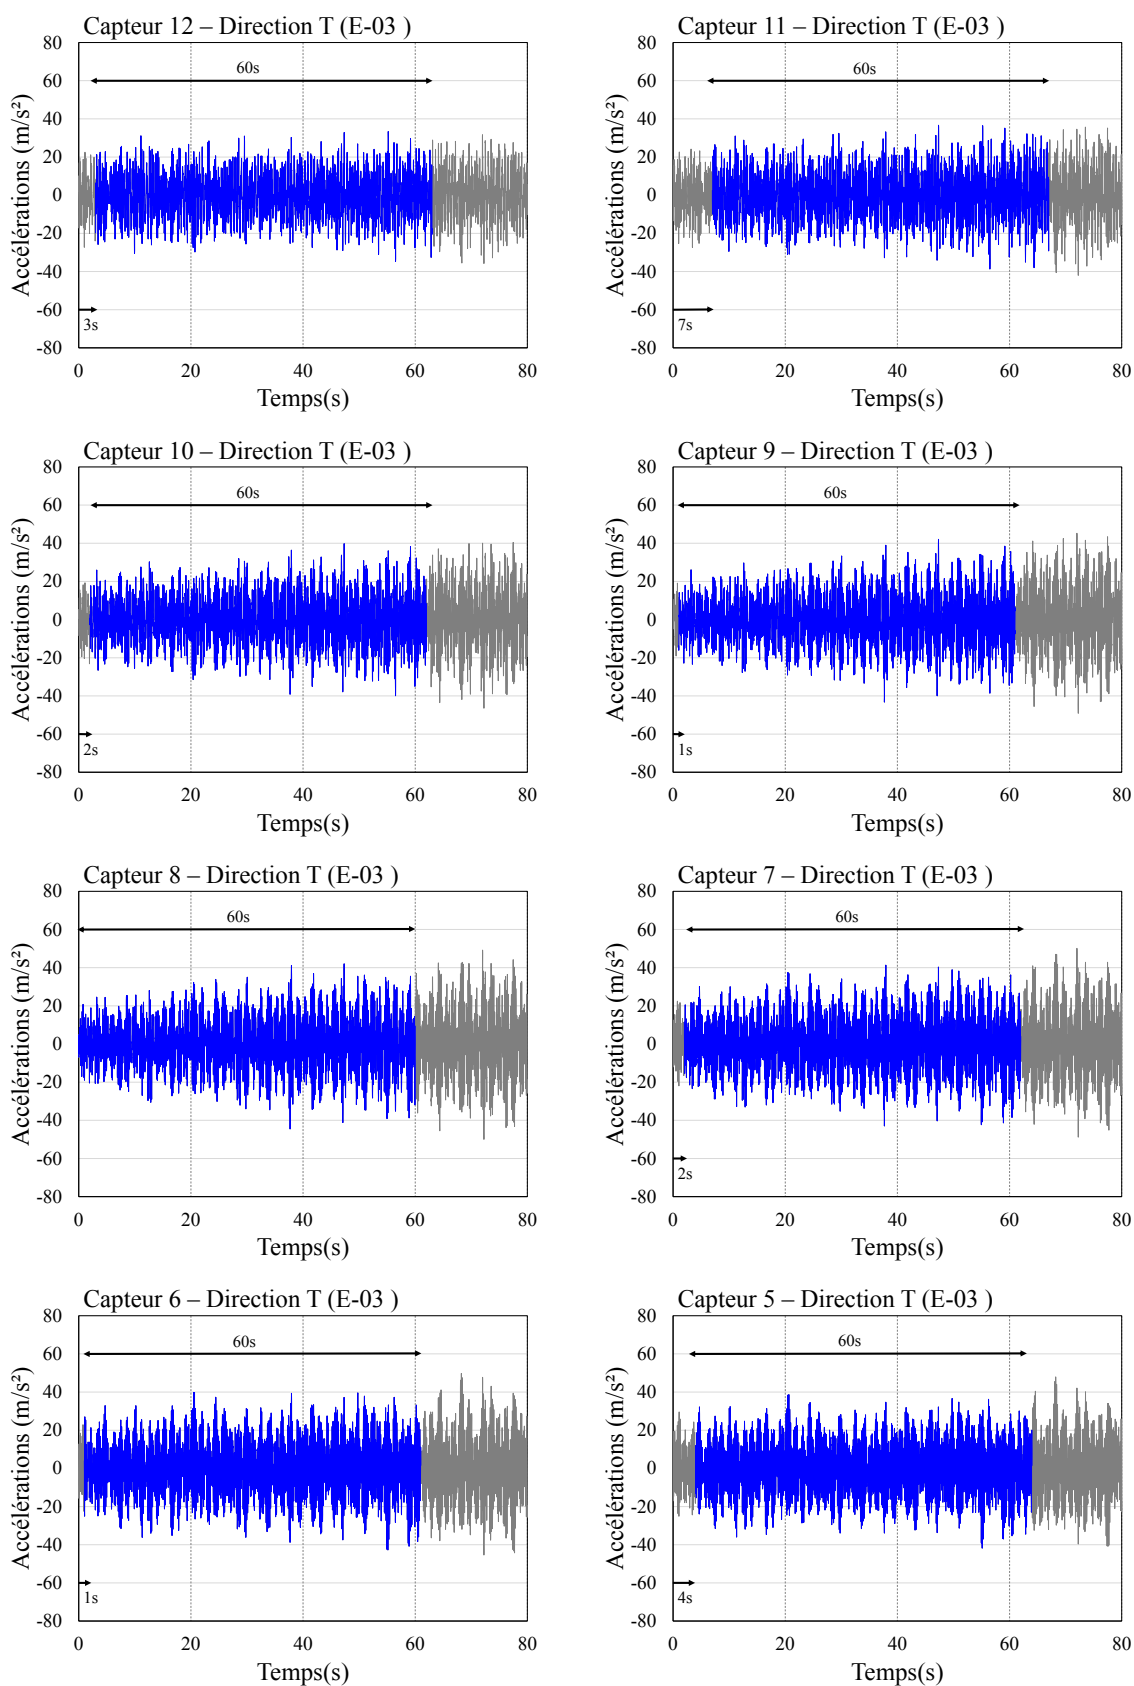 Capteur 12 – Direction T (E-03 )
80
60
40
20
0
-20
-40
-60
-80
Accélérations (m/s²)
60s
3s
0 20 40 60 80
Temps(s)
Capteur 11 – Direction T (E-03 )
80
60
40
20
0
-20
-40
-60
-80
Accélérations (m/s²)
60s
7s
0 20 40 60 80
Temps(s)
Capteur 10 – Direction T (E-03 )
80
60
40
20
0
-20
-40
-60
-80
Accélérations (m/s²)
60s
2s
0 20 40 60 80
Temps(s)
Capteur 9 – Direction T (E-03 )
80
60
40
20
0
-20
-40
-60
-80
Accélérations (m/s²)
60s
1s
0 20 40 60 80
Temps(s)
Capteur 8 – Direction T (E-03 )
80
60
40
20
0
-20
-40
-60
-80
Accélérations (m/s²)
60s
0 20 40 60 80
Temps(s)
Capteur 7 – Direction T (E-03 )
80
60
40
20
0
-20
-40
-60
-80
Accélérations (m/s²)
60s
2s
0 20 40 60 80
Temps(s)
Capteur 6 – Direction T (E-03 )
80
60
40
20
0
-20
-40
-60
-80
Accélérations (m/s²)
60s
1s
0 20 40 60 80
Temps(s)
Capteur 5 – Direction T (E-03 )
80
60
40
20
0
-20
-40
-60
-80
Accélérations (m/s²)
60s
4s
0 20 40 60 80
Temps(s)